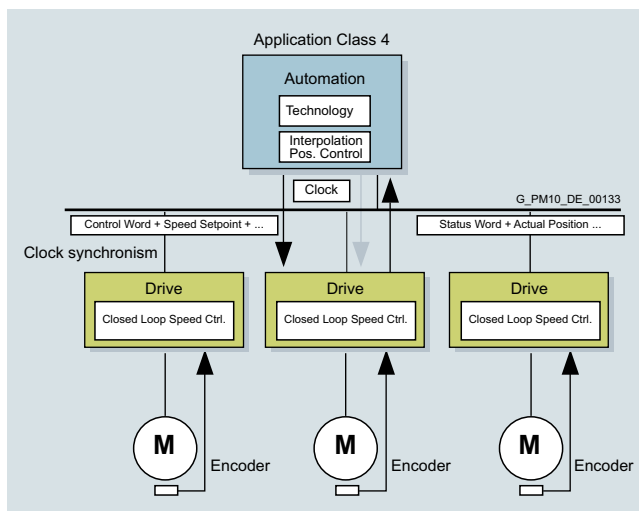 Application Class 4
Automation
Technology
Interpolation
Pos. Control
Clock
G_PM10_DE_00133
Control Word + Speed Setpoint + ...
Status Word + Actual Position ...
Clock synchronism
Drive
Drive
Drive
Closed Loop Speed Ctrl.
Closed Loop Speed Ctrl.
Closed Loop Speed Ctrl.
M
M
M
Encoder
Encoder
Encoder